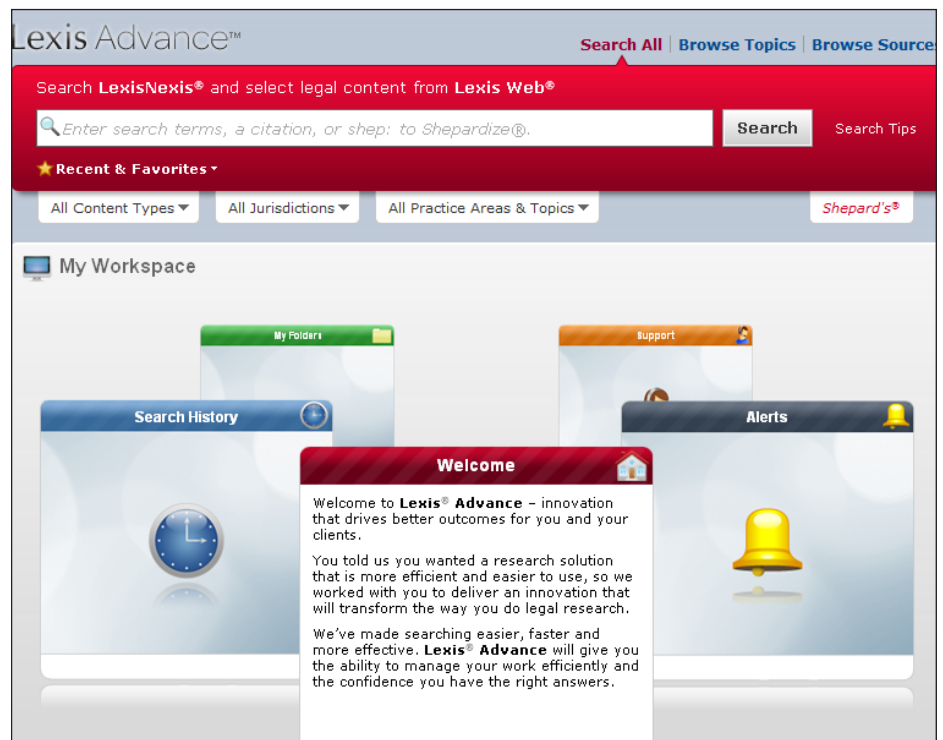 Lexis Advance™
Search All | Browse Topics | Browse Source
Search LexisNexis® and select legal content from Lexis Web®
Enter search terms, a citation, or shep: to Shepardize®.
Search
Search Tips
Recent & Favorites
All Content Types
All Jurisdictions
All Practice Areas & Topics
Shepard's®
My Workspace
My Folders
Support
Search History
Alerts
Welcome
Welcome to Lexis® Advance – innovation
that drives better outcomes for you and your
clients.
You told us you wanted a research solution
that is more efficient and easier to use, so we
worked with you to deliver an innovation that
will transform the way you do legal research.
We’ve made searching easier, faster and
more effective. Lexis® Advance will give you
the ability to manage your work efficiently and
the confidence you have the right answers.